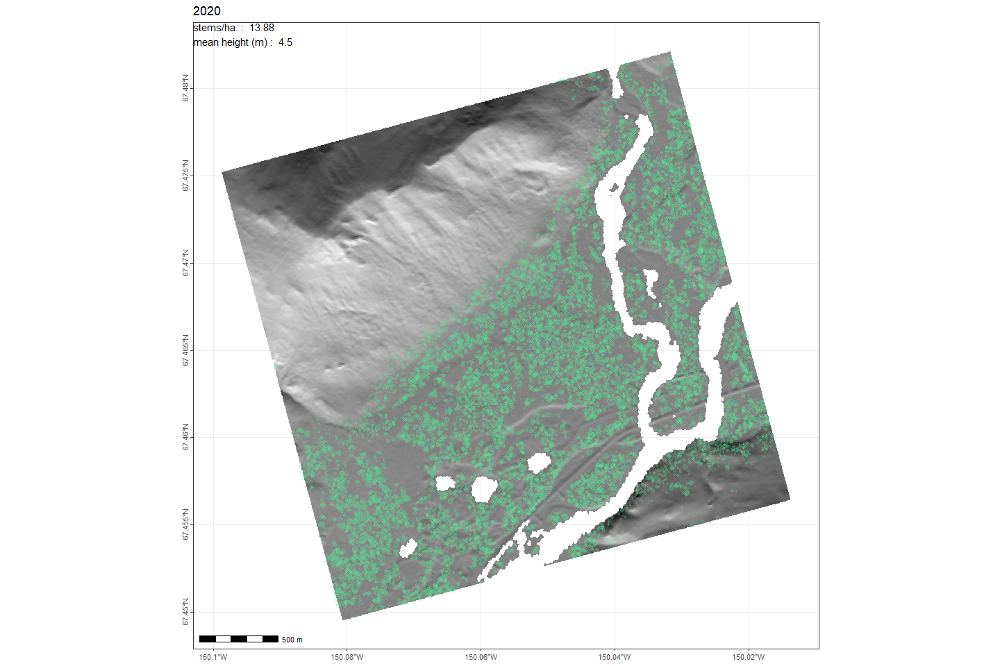 2020
stems/ha. :  13.88
mean height (m) :  4.5
67.48°N
67.475°N
67.47°N
67.465°N
67.46°N
67.455°N
67.45°N
500 m
150.1°W
150.08°W
150.06°W
150.04°W
150.02°W